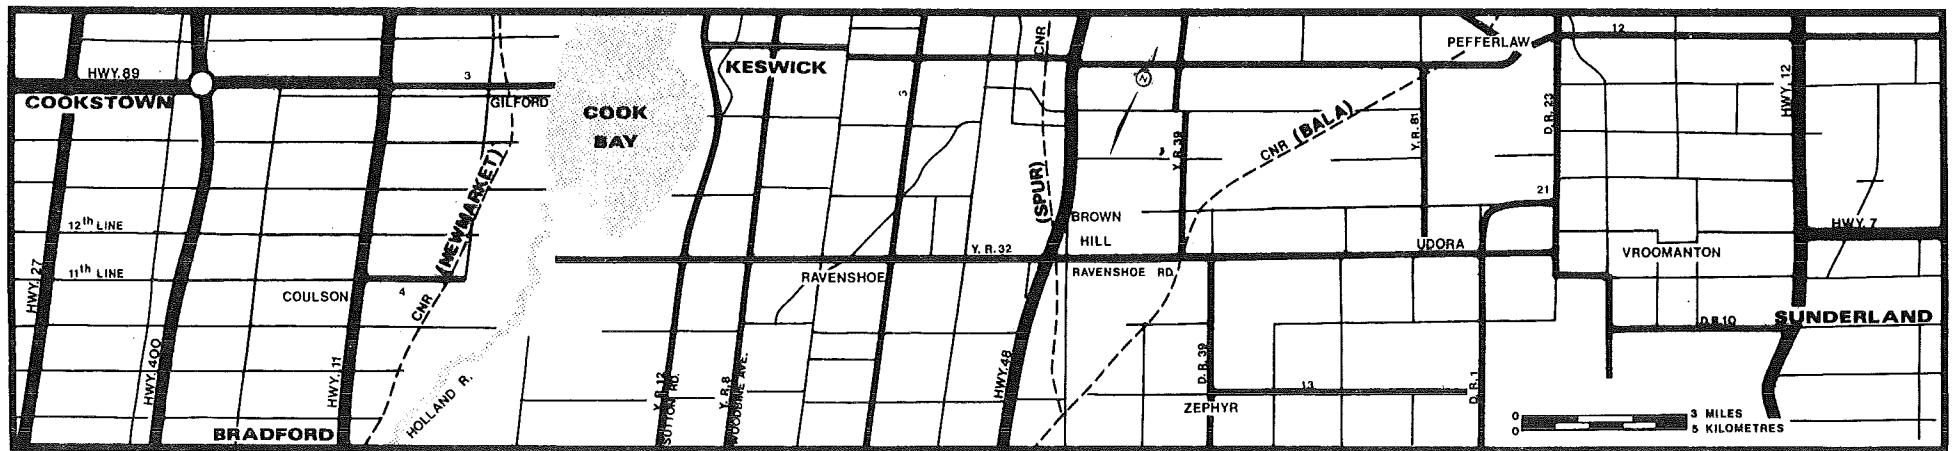 HWY. 89
COOKSTOWN
3
GILFORD
12th LINE
11th LINE
HWY. 27
HWY. 400
HWY. 11
COULSON
4
CNR (NEWMARKET)
BRADFORD
HOLLAND R.
COOK
BAY
KESWICK
3
Y. R. 12
SUTTON RD.
Y. R. 8
WOODBINE AVE.
RAVENSHOE
Y. R. 32
CNR
(SPUR)
HWY. 48
BROWN
HILL
RAVENSHOE RD.
N
Y. R. 39
CNR (BALA)
Y. R. 81
PEFFERLAW
12
D. R. 23
21
UDORA
D. R. 39
ZEPHYR
13
D. R. 1
HWY. 12
HWY. 7
VROOMANTON
D.R. 10
SUNDERLAND
0 3 MILES
0 5 KILOMETRES